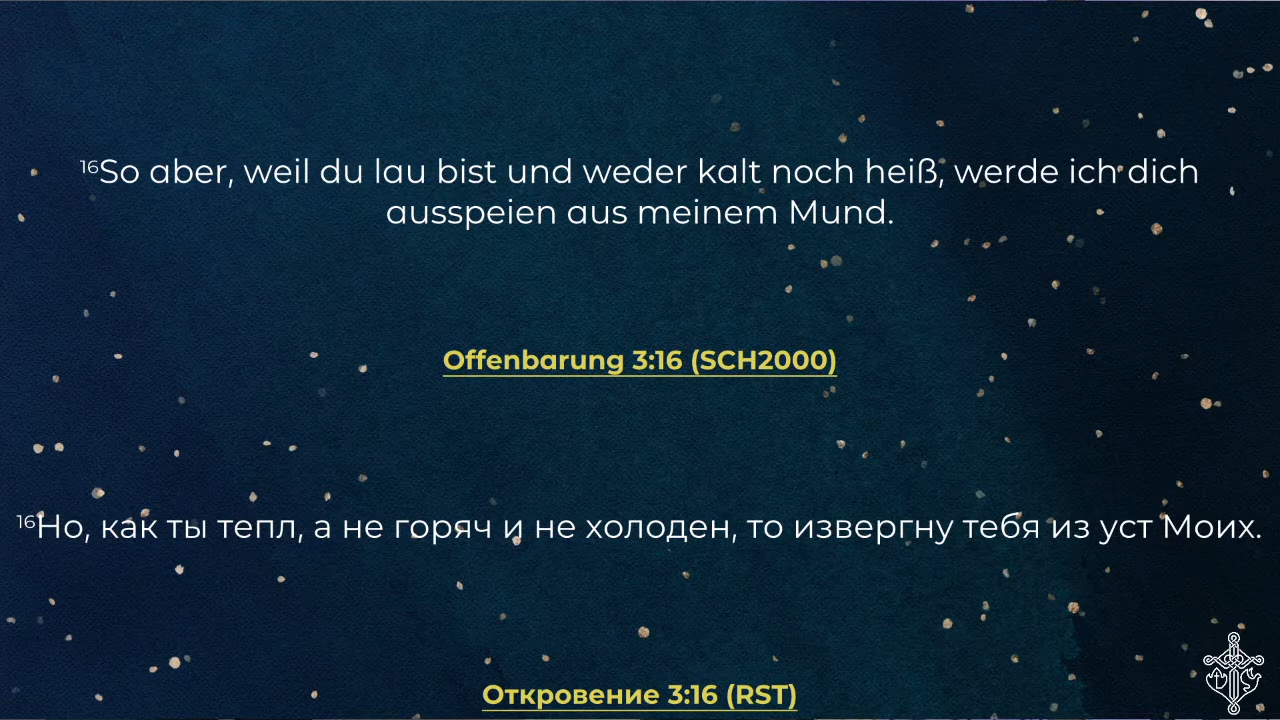 ¹⁶So aber, weil du lau bist und weder kalt noch heiß, werde ich dich
ausspeien aus meinem Mund.
Offenbarung 3:16 (SCH2000)
¹⁶Но, как ты тепл, а не горяч и не холоден, то извергну тебя из уст Моих.
Откровение 3:16 (RST)